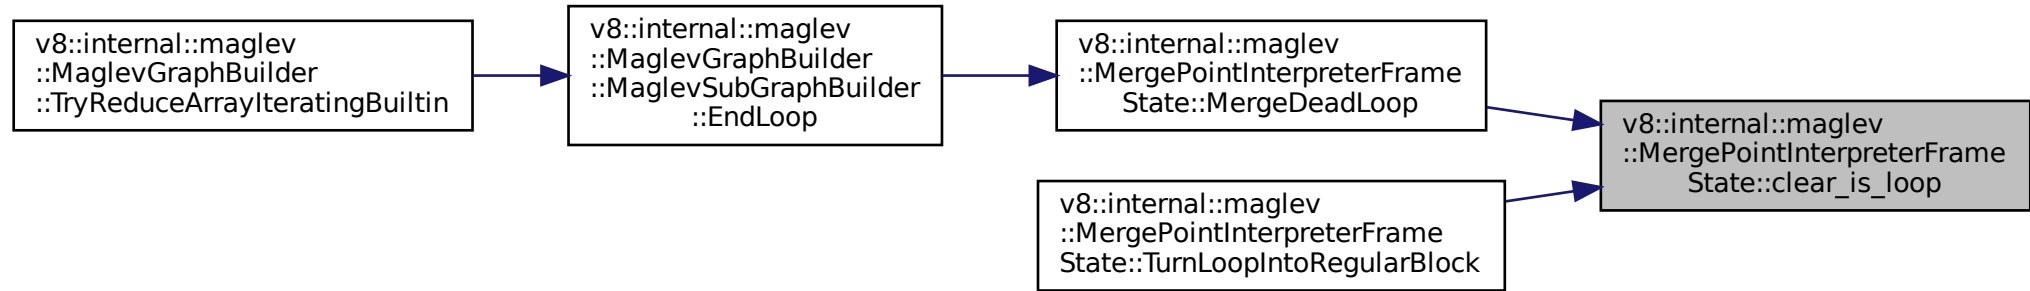 v8::internal::maglev
::MaglevGraphBuilder
::TryReduceArrayIteratingBuiltin
v8::internal::maglev
::MaglevGraphBuilder
::MaglevSubGraphBuilder
::EndLoop
v8::internal::maglev
::MergePointInterpreterFrame
State::MergeDeadLoop
v8::internal::maglev
::MergePointInterpreterFrame
State::TurnLoopIntoRegularBlock
v8::internal::maglev
::MergePointInterpreterFrame
State::clear_is_loop